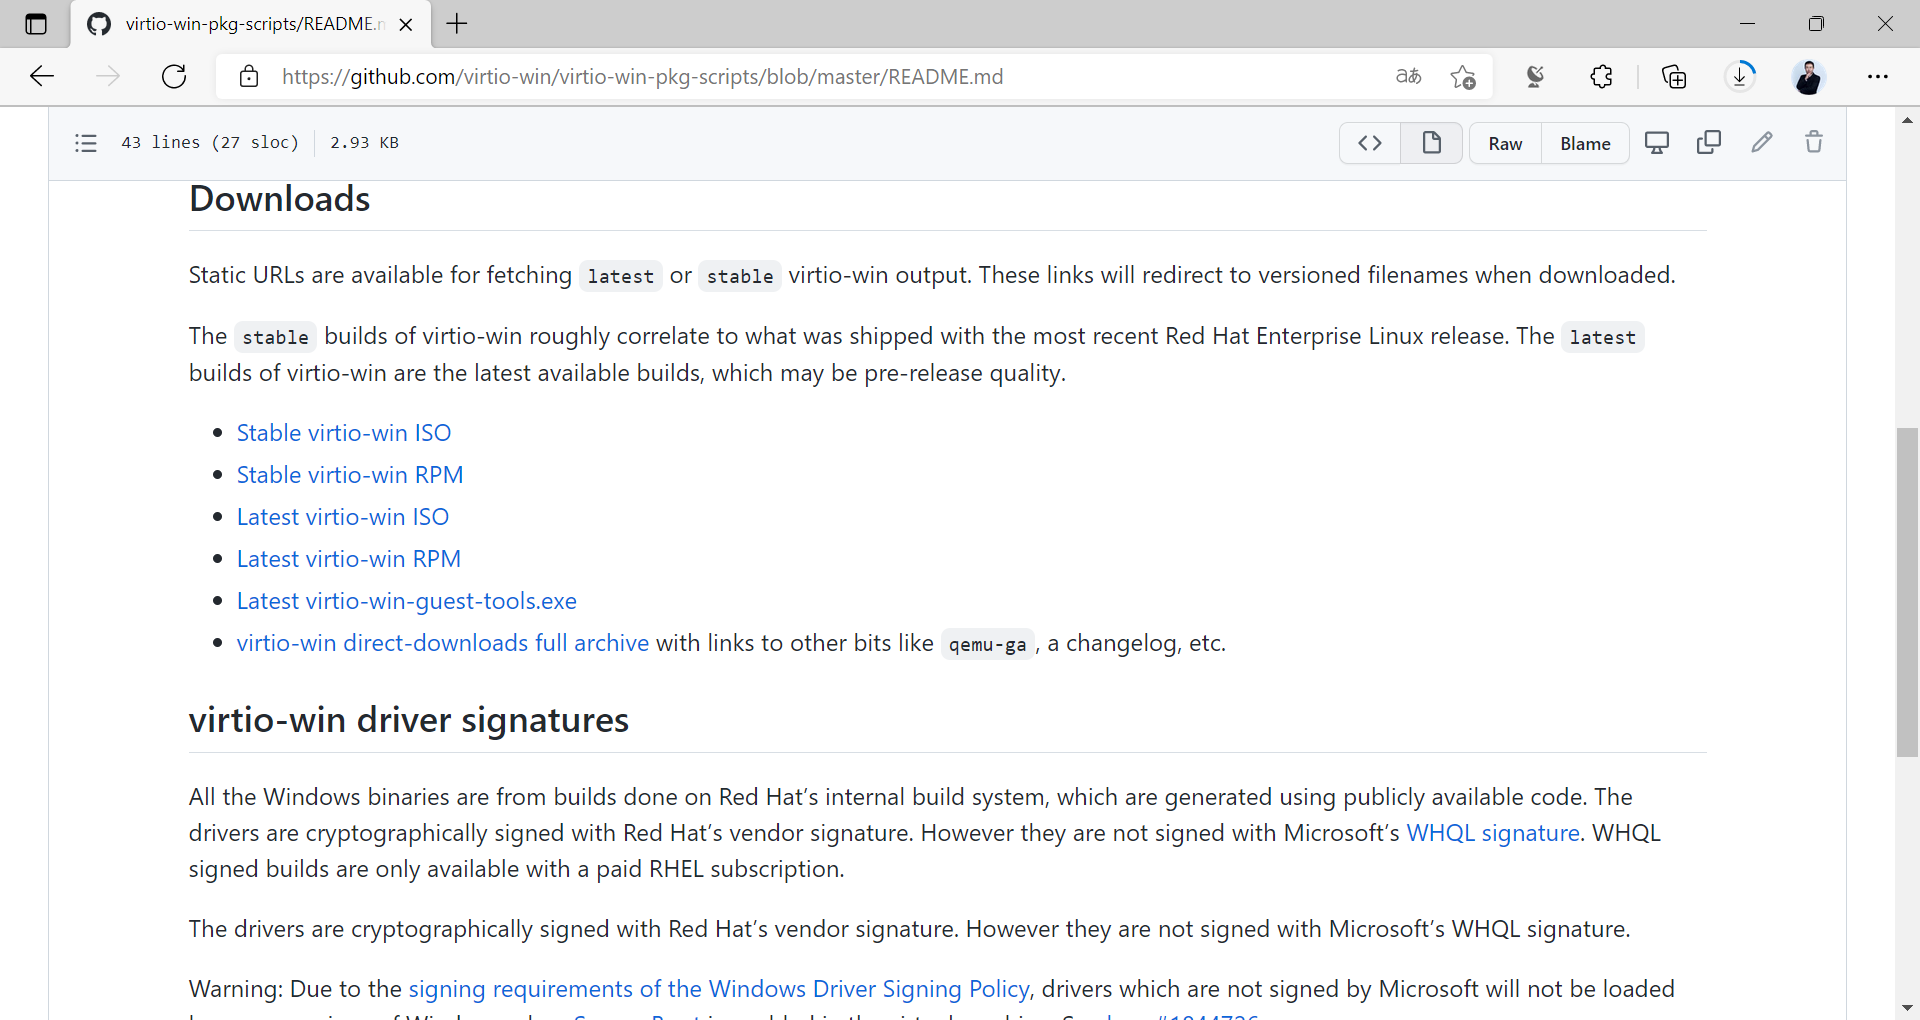 virtio-win-pkg-scripts/README.
https://github.com/virtio-win/virtio-win-pkg-scripts/blob/master/README.md
43 lines (27 sloc) 2.93 KB
Raw Blame
Downloads
Static URLs are available for fetching latest or stable virtio-win output. These links will redirect to versioned filenames when downloaded.
The stable builds of virtio-win roughly correlate to what was shipped with the most recent Red Hat Enterprise Linux release. The latest
builds of virtio-win are the latest available builds, which may be pre-release quality.
• Stable virtio-win ISO
• Stable virtio-win RPM
• Latest virtio-win ISO
• Latest virtio-win RPM
• Latest virtio-win-guest-tools.exe
• virtio-win direct-downloads full archive with links to other bits like qemu-ga, a changelog, etc.
virtio-win driver signatures
All the Windows binaries are from builds done on Red Hat’s internal build system, which are generated using publicly available code. The
drivers are cryptographically signed with Red Hat’s vendor signature. However they are not signed with Microsoft’s WHQL signature. WHQL
signed builds are only available with a paid RHEL subscription.
The drivers are cryptographically signed with Red Hat’s vendor signature. However they are not signed with Microsoft’s WHQL signature.
Warning: Due to the signing requirements of the Windows Driver Signing Policy, drivers which are not signed by Microsoft will not be loaded